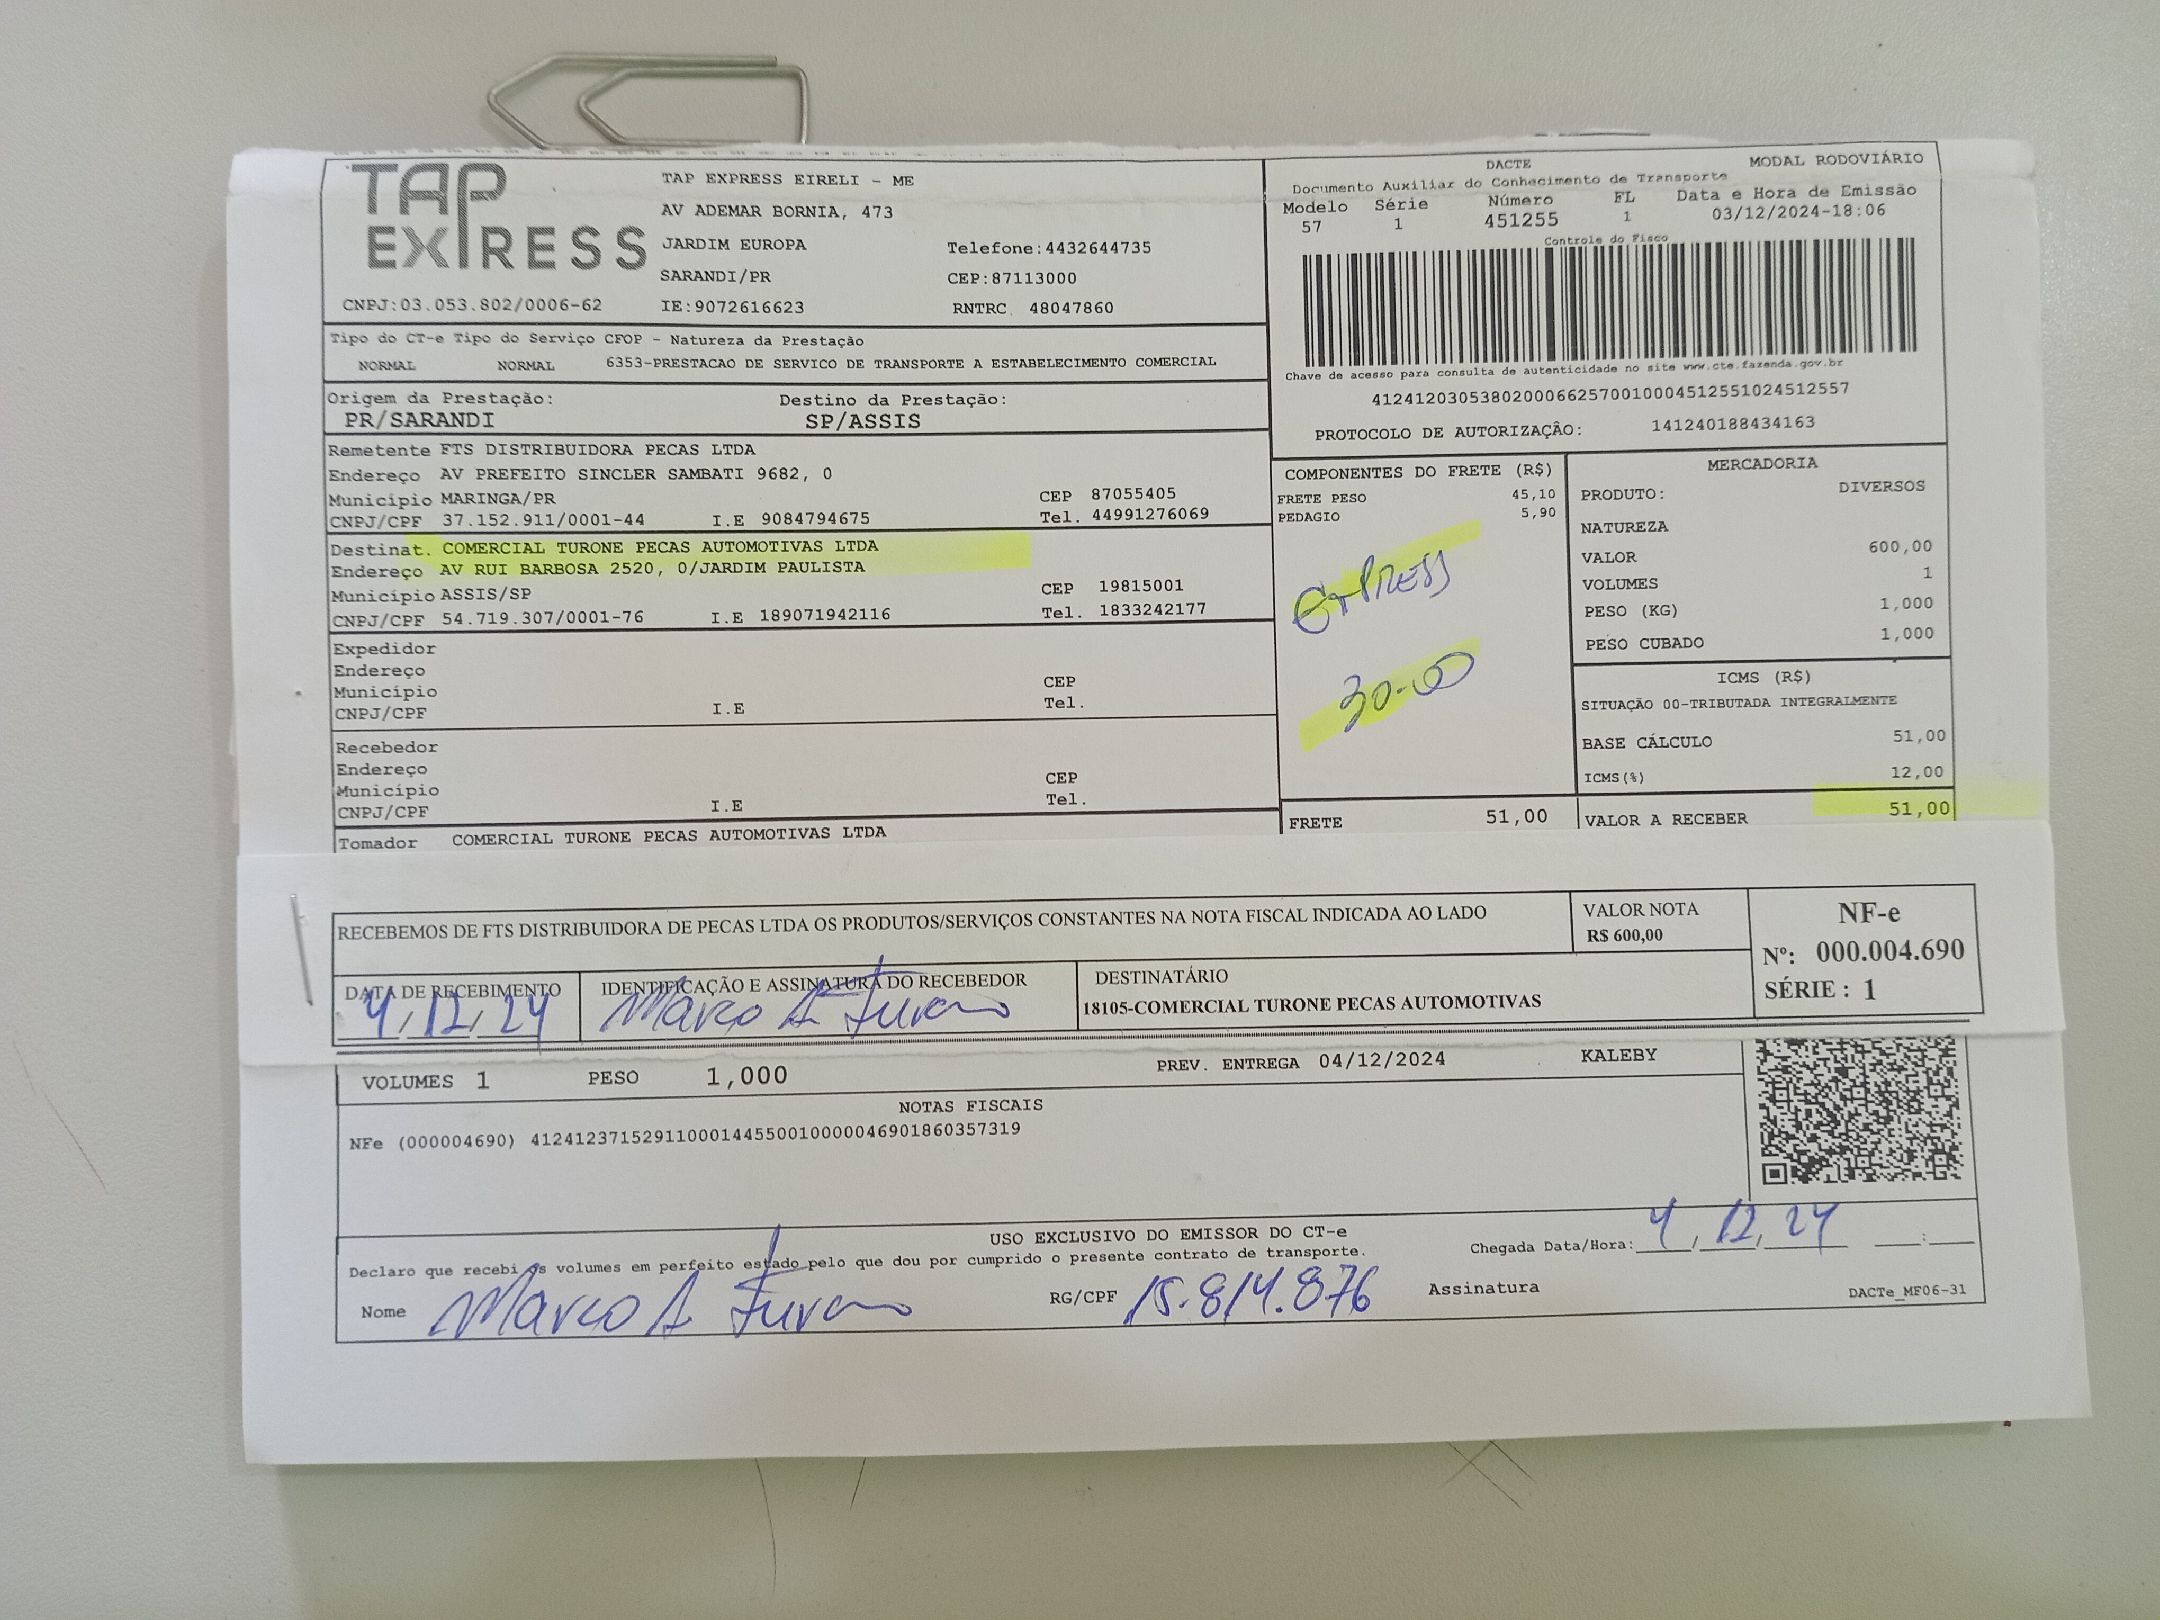 TAP EXPRESS
TAP EXPRESS EIRELI - ME
AV ADEMAR BORNIA, 473
JARDIM EUROPA Telefone:4432644735
SARANDI/PR CEP:87113000
CNPJ:03.053.802/0006-62 IE:9072616623 RNTRC 48047860
DACTE MODAL RODOVIÁRIO
Documento Auxiliar do Conhecimento de Transporte
Modelo Série Número FL Data e Hora de Emissão
57 1 451255 1 03/12/2024-18:06
Controle do Fisco
Chave de acesso para consulta de autenticidade no site www.cte.fazenda.gov.br
41241203053802000662570010004512551024512557
PROTOCOLO DE AUTORIZAÇÃO: 141240188434163
Tipo do CT-e Tipo do Serviço CFOP - Natureza da Prestação
NORMAL NORMAL 6353-PRESTACAO DE SERVICO DE TRANSPORTE A ESTABELECIMENTO COMERCIAL
Origem da Prestação: Destino da Prestação:
PR/SARANDI SP/ASSIS
Remetente FTS DISTRIBUIDORA PECAS LTDA
Endereço AV PREFEITO SINCLER SAMBATI 9682, 0
Município MARINGA/PR CEP 87055405
CNPJ/CPF 37.152.911/0001-44 I.E 9084794675 Tel. 44991276069
Destinat. COMERCIAL TURONE PECAS AUTOMOTIVAS LTDA
Endereço AV RUI BARBOSA 2520, 0/JARDIM PAULISTA
Município ASSIS/SP CEP 19815001
CNPJ/CPF 54.719.307/0001-76 I.E 189071942116 Tel. 1833242177
Expedidor
Endereço
Município CEP
CNPJ/CPF I.E Tel.
Recebedor
Endereço
Município CEP
CNPJ/CPF I.E Tel.
Tomador COMERCIAL TURONE PECAS AUTOMOTIVAS LTDA
COMPONENTES DO FRETE (R$)
FRETE PESO 45,10
PEDAGIO 5,90
EXPRESS
30-00
FRETE 51,00
MERCADORIA
PRODUTO: DIVERSOS
NATUREZA
VALOR 600,00
VOLUMES 1
PESO (KG) 1,000
PESO CUBADO 1,000
ICMS (R$)
SITUAÇÃO 00-TRIBUTADA INTEGRALMENTE
BASE CÁLCULO 51,00
ICMS(%) 12,00
VALOR A RECEBER 51,00
RECEBEMOS DE FTS DISTRIBUIDORA DE PECAS LTDA OS PRODUTOS/SERVIÇOS CONSTANTES NA NOTA FISCAL INDICADA AO LADO
VALOR NOTA
R$ 600,00
NF-e
Nº: 000.004.690
SÉRIE : 1
DATA DE RECEBIMENTO IDENTIFICAÇÃO E ASSINATURA DO RECEBEDOR DESTINATÁRIO
4, 12, 24 Marco A Turone 18105-COMERCIAL TURONE PECAS AUTOMOTIVAS
VOLUMES 1 PESO 1,000 PREV. ENTREGA 04/12/2024 KALEBY
NOTAS FISCAIS
NFe (000004690) 41241237152911000144550010000046901860357319
USO EXCLUSIVO DO EMISSOR DO CT-e
Declaro que recebi os volumes em perfeito estado pelo que dou por cumprido o presente contrato de transporte.
Chegada Data/Hora: 4, 12, 24 :
Nome Marco A Turone RG/CPF 15.814.876 Assinatura
DACTe_MF06-31